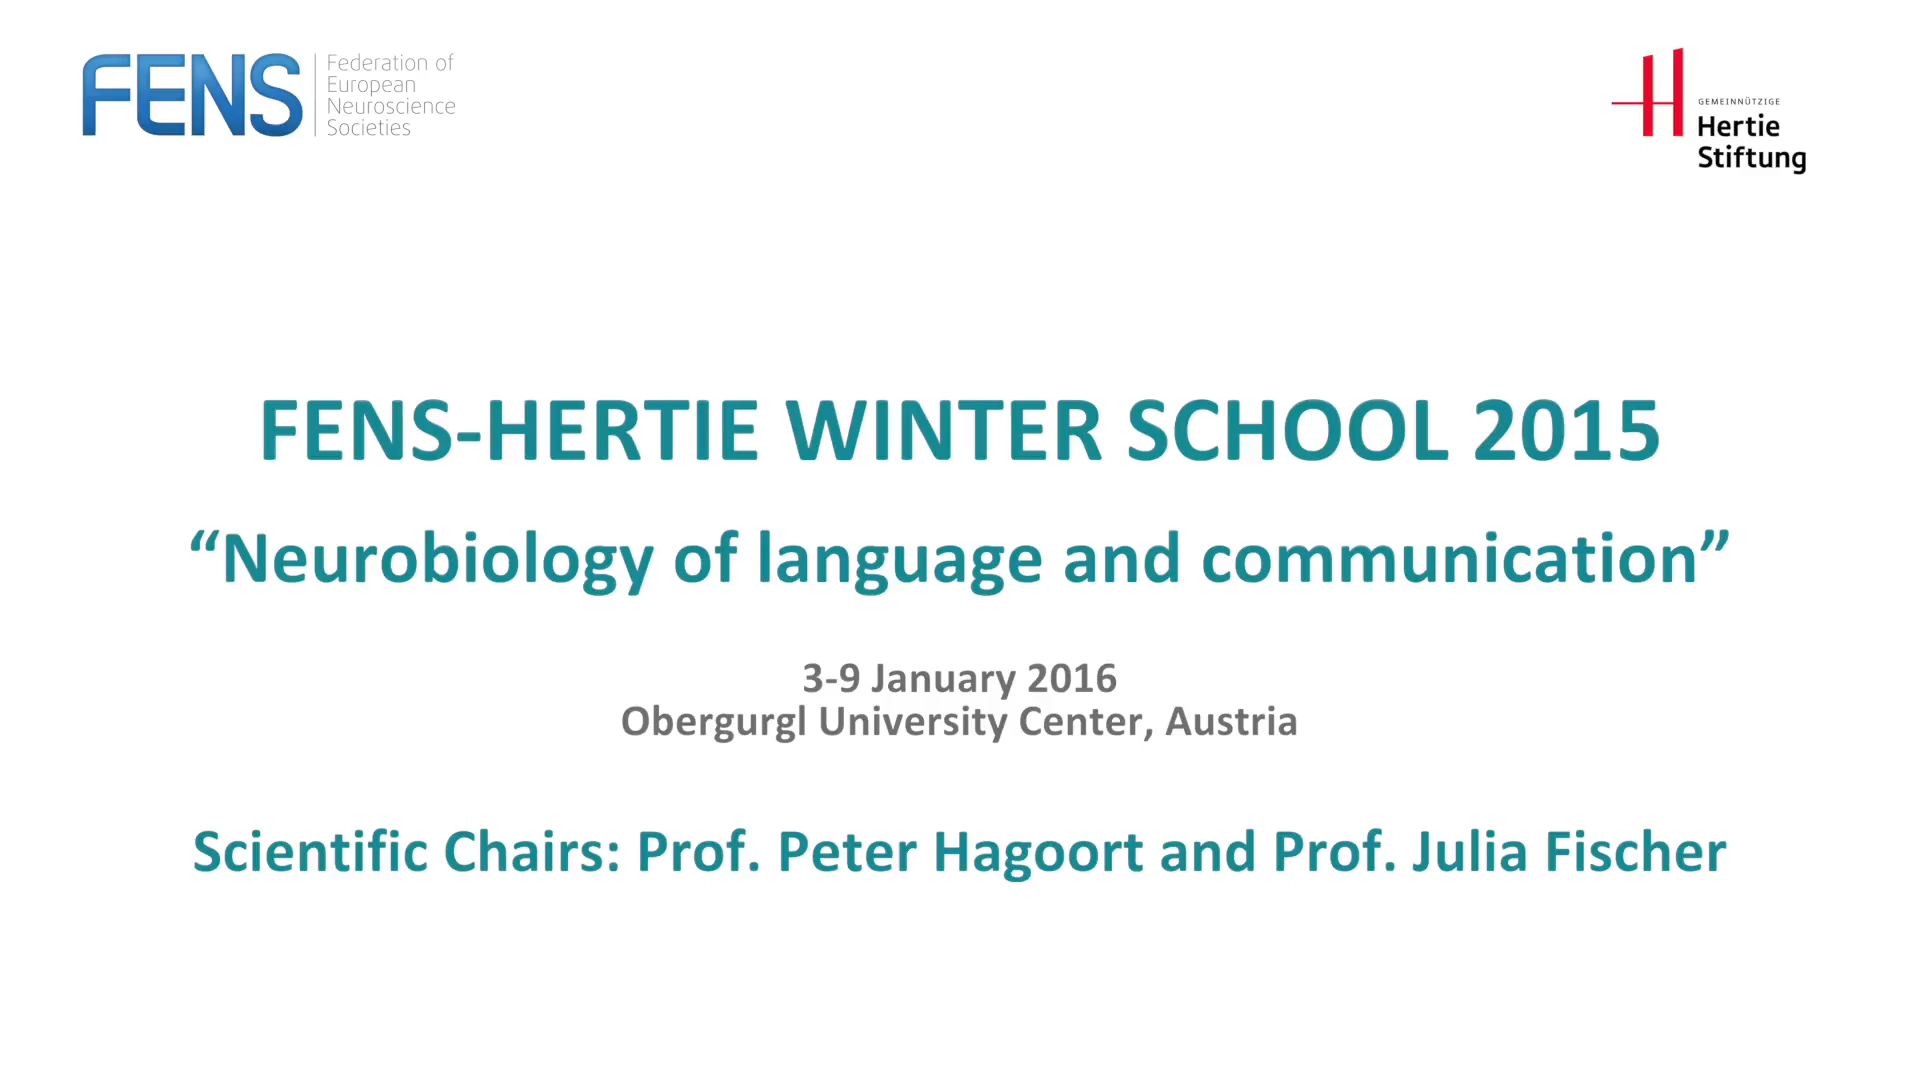 FENS
Federation of
European
Neuroscience
Societies
GEMEINNÜTZIGE
Hertie
Stiftung
FENS-HERTIE WINTER SCHOOL 2015
“Neurobiology of language and communication”
3-9 January 2016
Obergurgl University Center, Austria
Scientific Chairs: Prof. Peter Hagoort and Prof. Julia Fischer